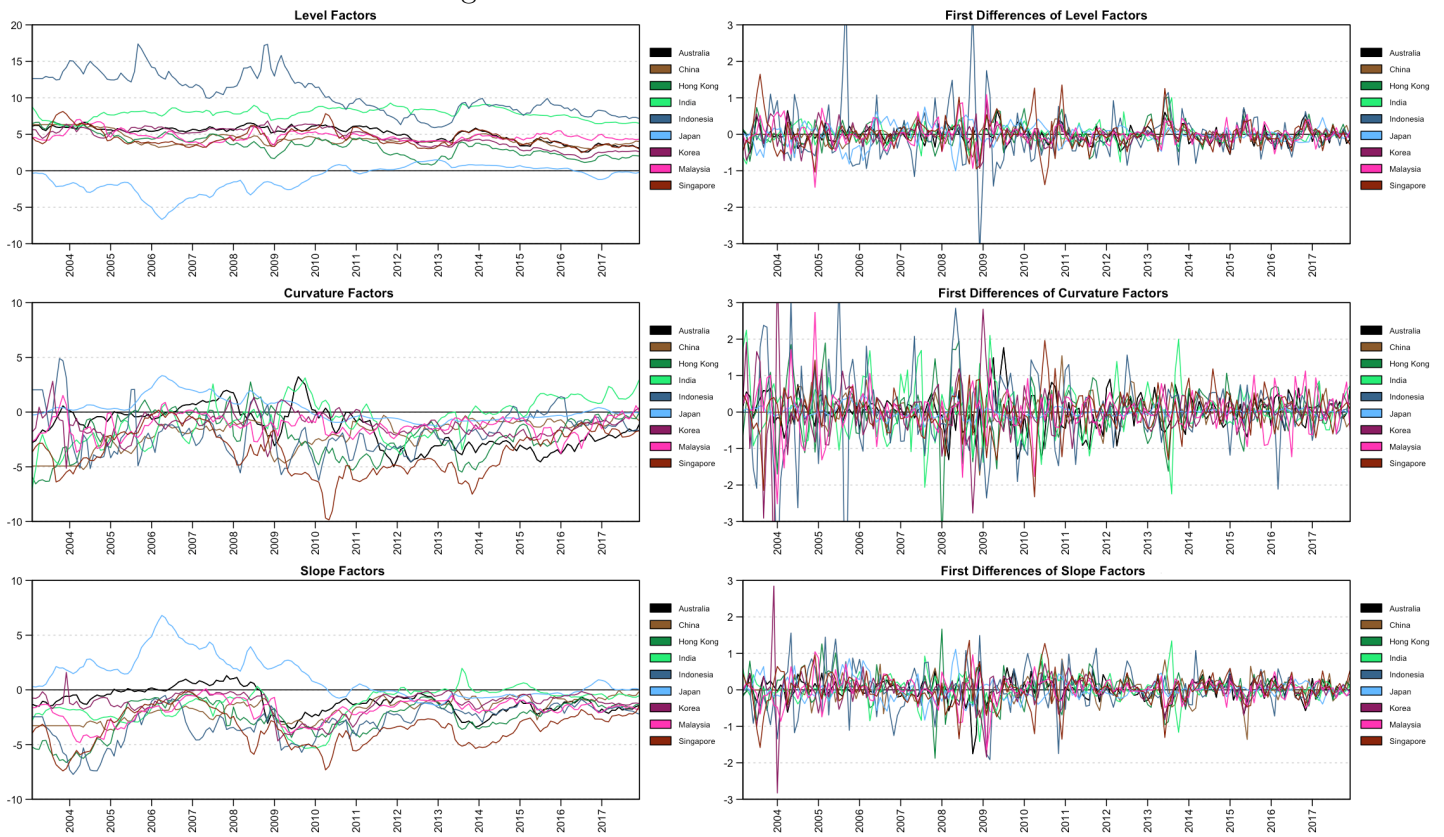 Level Factors
20
15
10
5
0
-5
-10
2004 2005 2006 2007 2008 2009 2010 2011 2012 2013 2014 2015 2016 2017
Australia
China
Hong Kong
India
Indonesia
Japan
Korea
Malaysia
Singapore
First Differences of Level Factors
3
2
1
0
-1
-2
-3
2004 2005 2006 2007 2008 2009 2010 2011 2012 2013 2014 2015 2016 2017
Australia
China
Hong Kong
India
Indonesia
Japan
Korea
Malaysia
Singapore
Curvature Factors
10
5
0
-5
-10
2004 2005 2006 2007 2008 2009 2010 2011 2012 2013 2014 2015 2016 2017
Australia
China
Hong Kong
India
Indonesia
Japan
Korea
Malaysia
Singapore
First Differences of Curvature Factors
3
2
1
0
-1
-2
-3
2004 2005 2006 2007 2008 2009 2010 2011 2012 2013 2014 2015 2016 2017
Australia
China
Hong Kong
India
Indonesia
Japan
Korea
Malaysia
Singapore
Slope Factors
10
5
0
-5
-10
2004 2005 2006 2007 2008 2009 2010 2011 2012 2013 2014 2015 2016 2017
Australia
China
Hong Kong
India
Indonesia
Japan
Korea
Malaysia
Singapore
First Differences of Slope Factors
3
2
1
0
-1
-2
-3
2004 2005 2006 2007 2008 2009 2010 2011 2012 2013 2014 2015 2016 2017
Australia
China
Hong Kong
India
Indonesia
Japan
Korea
Malaysia
Singapore